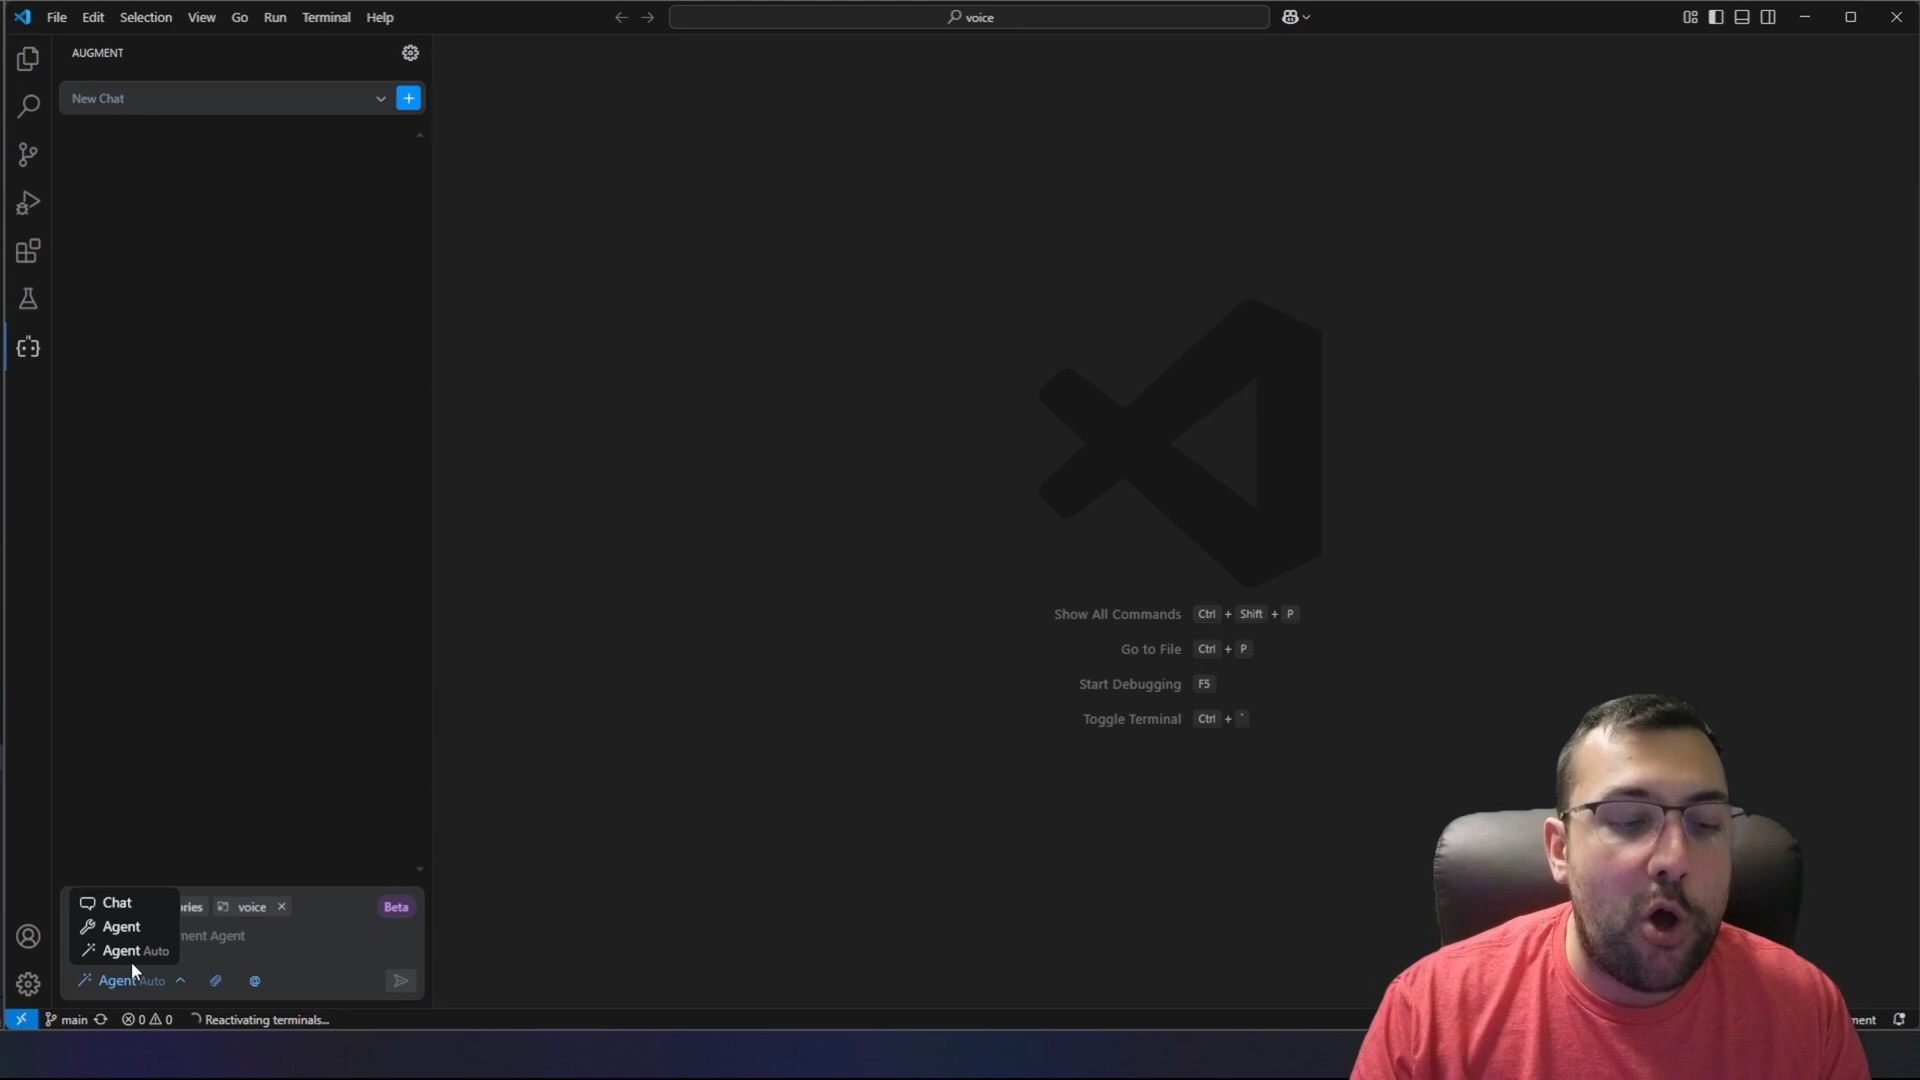 File Edit Selection View Go Run Terminal Help
voice
AUGMENT
New Chat
Show All Commands Ctrl + Shift + P
Go to File Ctrl + P
Start Debugging F5
Toggle Terminal Ctrl + `
Chat
voice
Beta
Agent
Agent
Agent Auto
Agent Auto
@
main 0 0 Reactivating terminals...